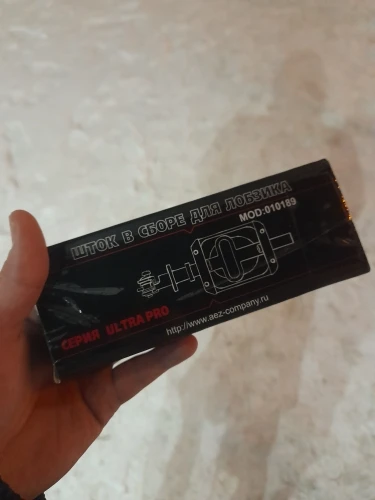 ШТОК В СБОРЕ ДЛЯ ЛОБЗИКА
MOD:010189
СЕРИЯ ULTRA PRO
http://www.aez-company.ru